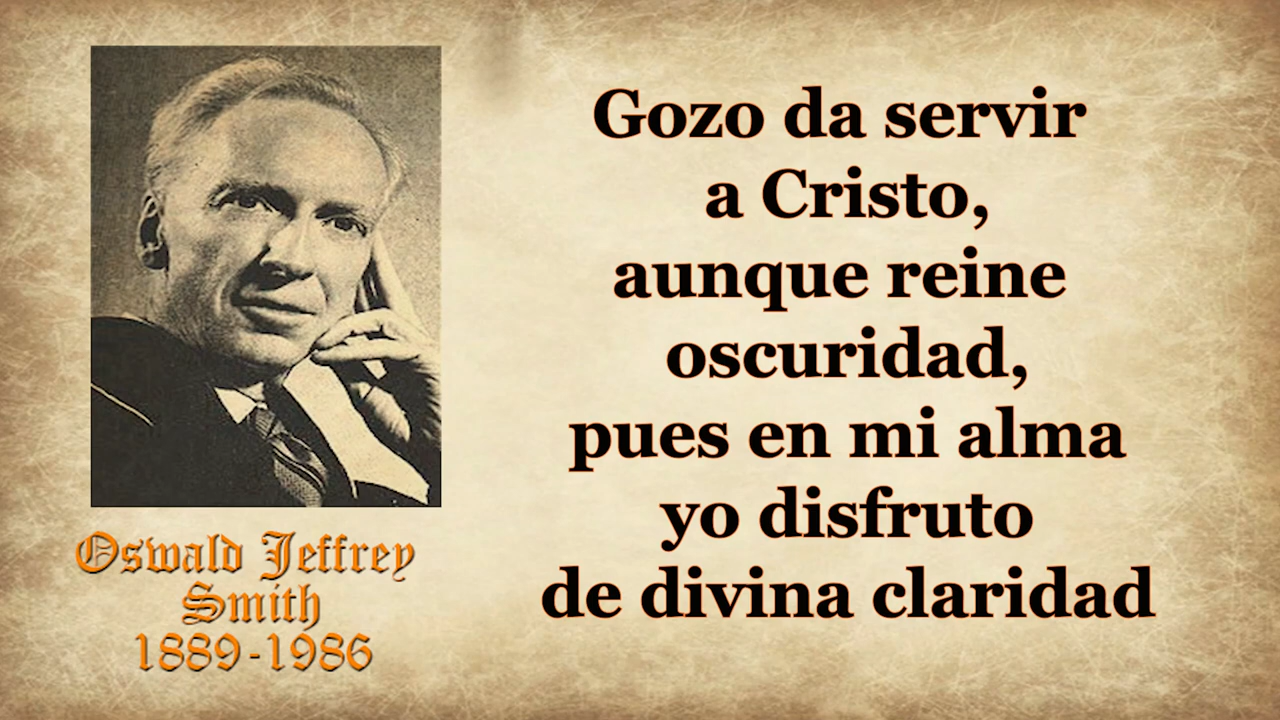 Gozo da servir
a Cristo,
aunque reine
oscuridad,
pues en mi alma
yo disfruto
de divina claridad
Oswald Jeffrey
Smith
1889-1986